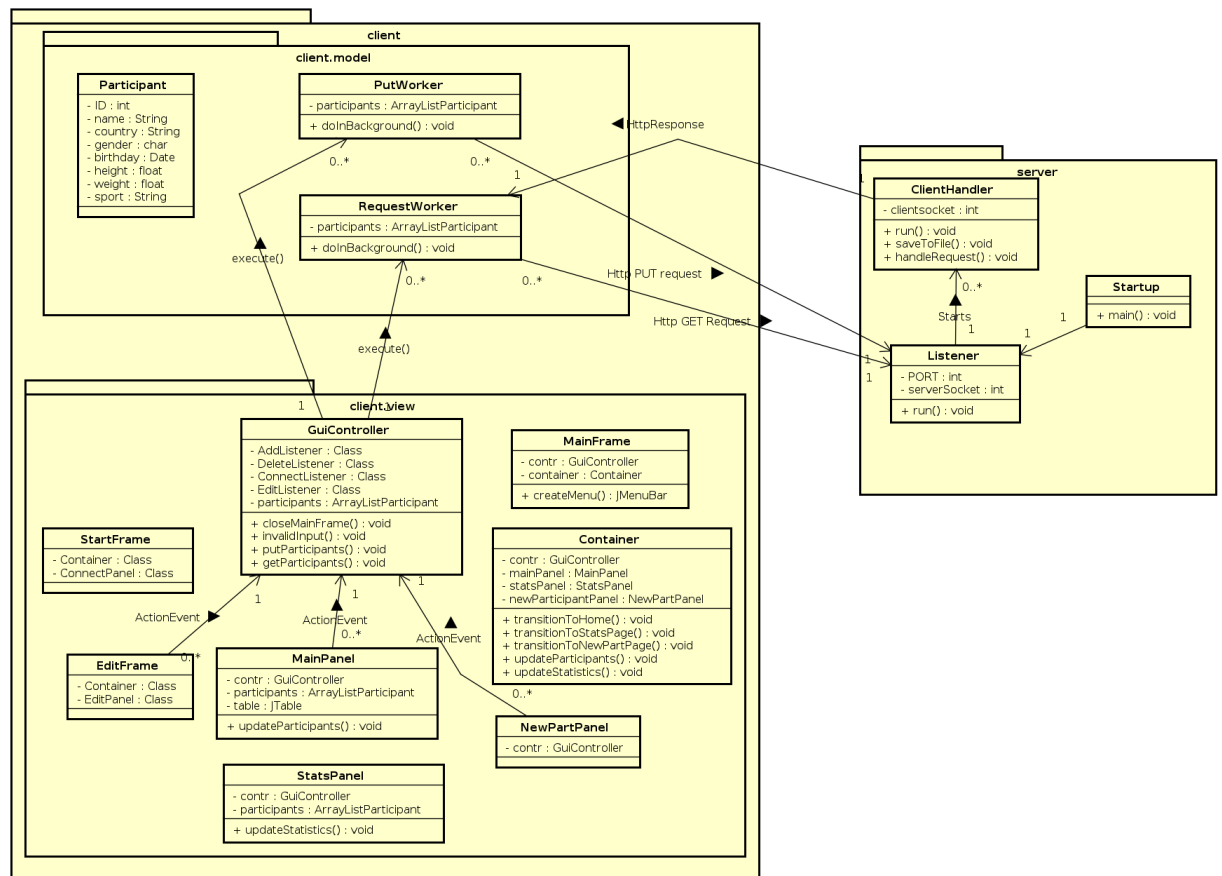 client
client.model
Participant
- ID : int
- name : String
- country : String
- gender : char
- birthday : Date
- height : float
- weight : float
- sport : String
PutWorker
- participants : ArrayListParticipant
+ doInBackground() : void
0..*
0..*
RequestWorker
- participants : ArrayListParticipant
+ doInBackground() : void
1
0..*
0..*
HttpResponse
1
execute()
execute()
Http PUT request
Http GET Request
1
1
server
ClientHandler
- clientsocket : int
+ run() : void
+ saveToFile() : void
+ handleRequest() : void
0..*
Starts
1
Startup
+ main() : void
1
1
Listener
- PORT : int
- serverSocket : int
+ run() : void
client.view
1
1
GuiController
- AddListener : Class
- DeleteListener : Class
- ConnectListener : Class
- EditListener : Class
- participants : ArrayListParticipant
+ closeMainFrame() : void
+ invalidInput() : void
+ putParticipants() : void
+ getParticipants() : void
1
1
1
MainFrame
- contr : GuiController
- container : Container
+ createMenu() : JMenuBar
StartFrame
- Container : Class
- ConnectPanel : Class
Container
- contr : GuiController
- mainPanel : MainPanel
- statsPanel : StatsPanel
- newParticipantPanel : NewPartPanel
+ transitionToHome() : void
+ transitionToStatsPage() : void
+ transitionToNewPartPage() : void
+ updateParticipants() : void
+ updateStatistics() : void
ActionEvent
ActionEvent
ActionEvent
0..*
0..*
0..*
EditFrame
- Container : Class
- EditPanel : Class
MainPanel
- contr : GuiController
- participants : ArrayListParticipant
- table : JTable
+ updateParticipants() : void
NewPartPanel
- contr : GuiController
StatsPanel
- contr : GuiController
- participants : ArrayListParticipant
+ updateStatistics() : void